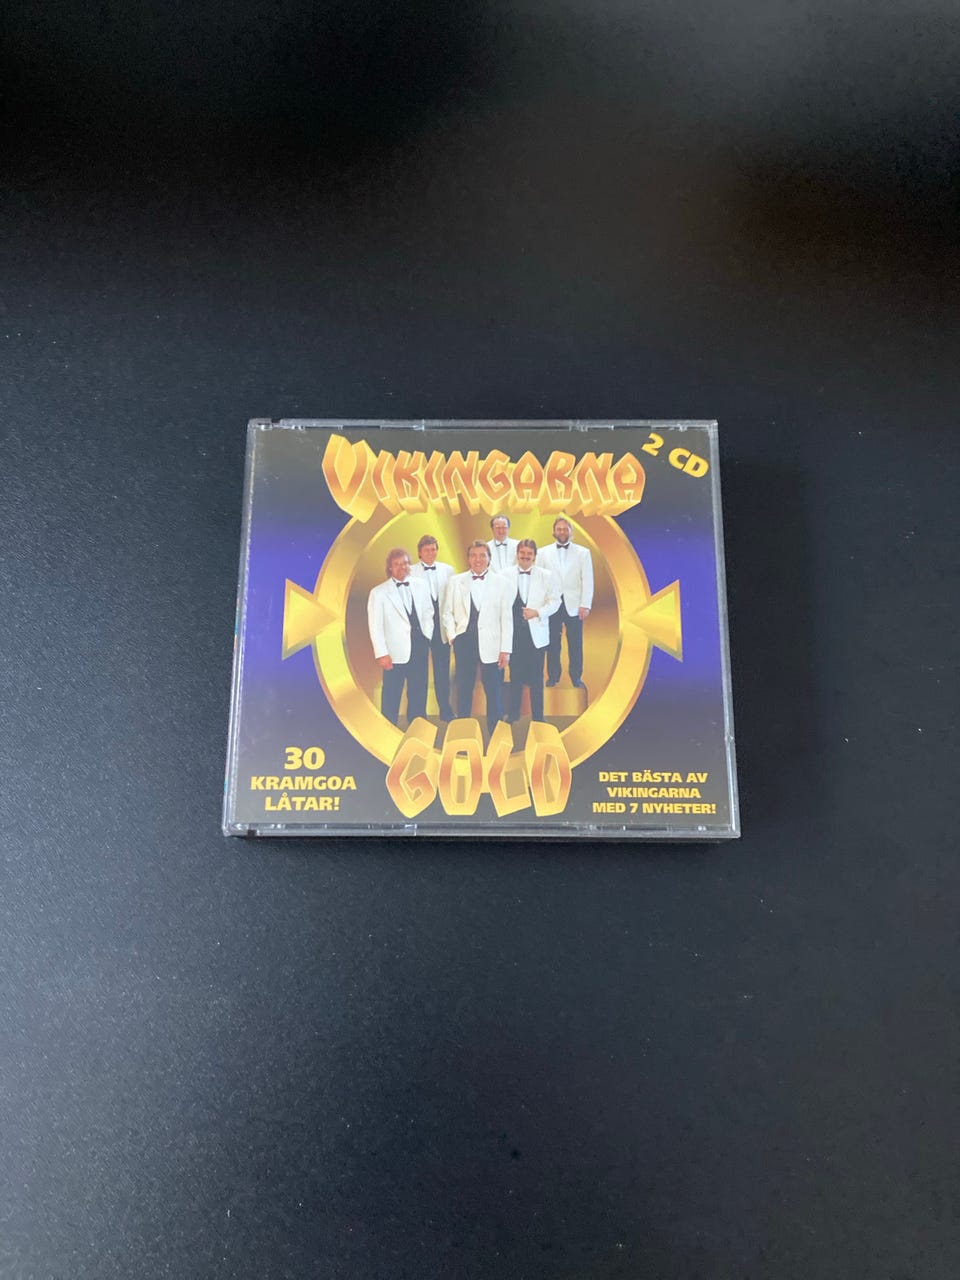 VIKINGARNA
2 CD
GOLD
30
KRAMGOA
LÅTAR!
DET BÄSTA AV
VIKINGARNA
MED 7 NYHETER!